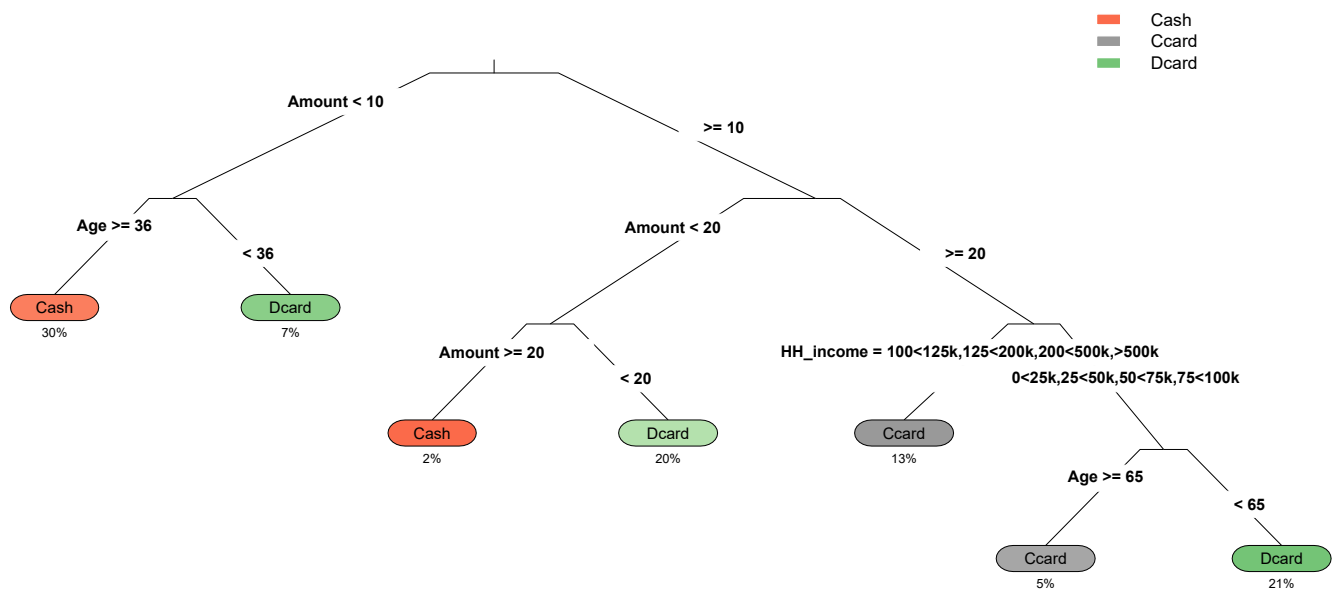 Cash
Ccard
Dcard
Amount < 10
>= 10
Age >= 36
< 36
Amount < 20
>= 20
Cash
30%
Dcard
7%
Amount >= 20
< 20
HH_income = 100<125k,125<200k,200<500k,>500k
0<25k,25<50k,50<75k,75<100k
Cash
2%
Dcard
20%
Ccard
13%
Age >= 65
< 65
Ccard
5%
Dcard
21%